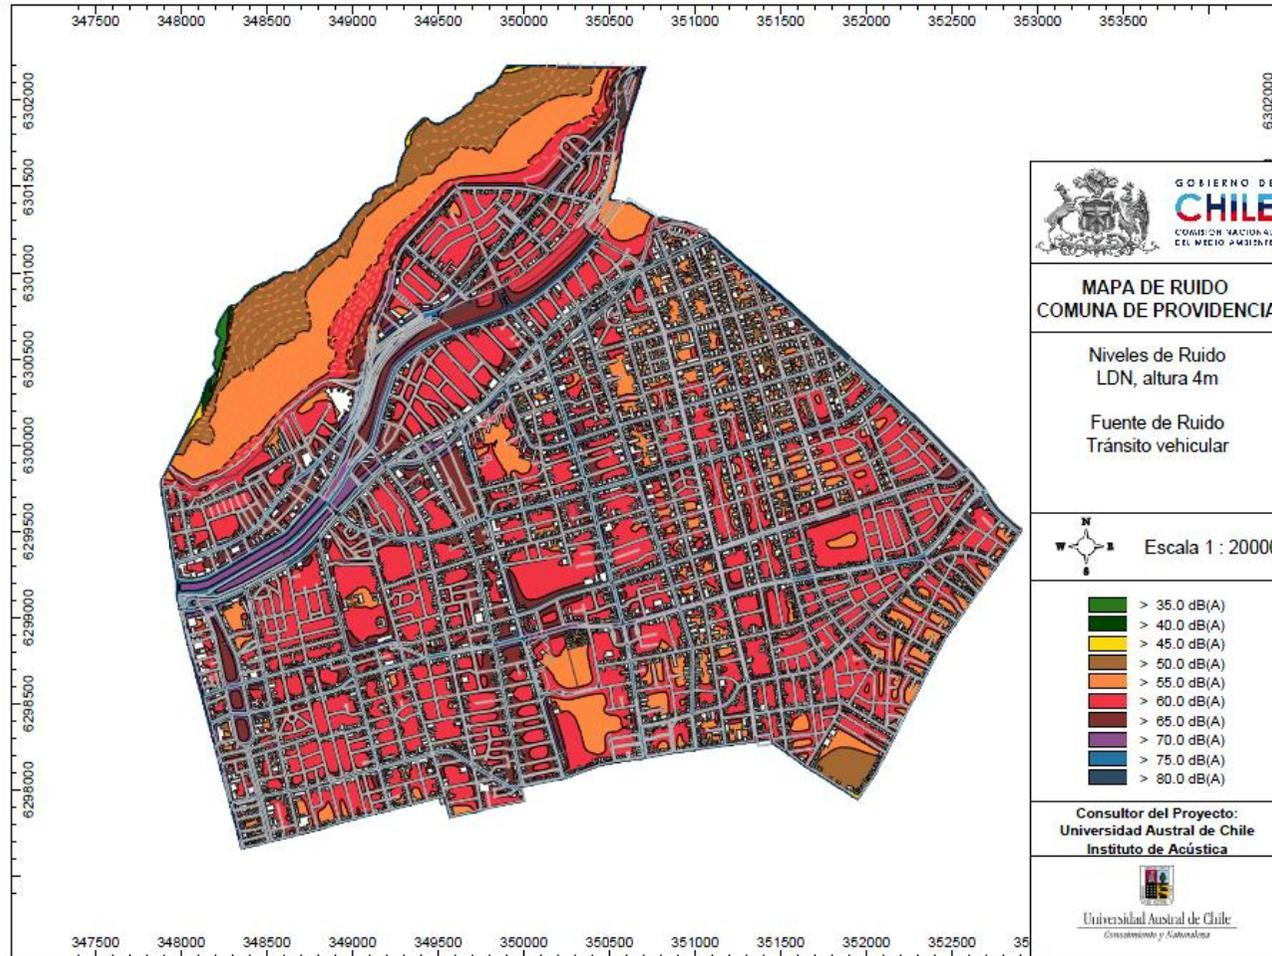 347500 348000 348500 349000 349500 350000 350500 351000 351500 352000 352500 353000 353500
6302000
6301500
6301000
6300500
6300000
6299500
6299000
6298500
6298000
6302000
GOBIERNO DE
CHILE
COMISION NACIONAL
DEL MEDIO AMBIENTE
MAPA DE RUIDO
COMUNA DE PROVIDENCIA
Niveles de Ruido
LDN, altura 4m
Fuente de Ruido
Tránsito vehicular
N
W E
S
Escala 1 : 20000
> 35.0 dB(A)
> 40.0 dB(A)
> 45.0 dB(A)
> 50.0 dB(A)
> 55.0 dB(A)
> 60.0 dB(A)
> 65.0 dB(A)
> 70.0 dB(A)
> 75.0 dB(A)
> 80.0 dB(A)
Consultor del Proyecto:
Universidad Austral de Chile
Instituto de Acústica
Universidad Austral de Chile
Conocimiento y Naturaleza
347500 348000 348500 349000 349500 350000 350500 351000 351500 352000 352500 35